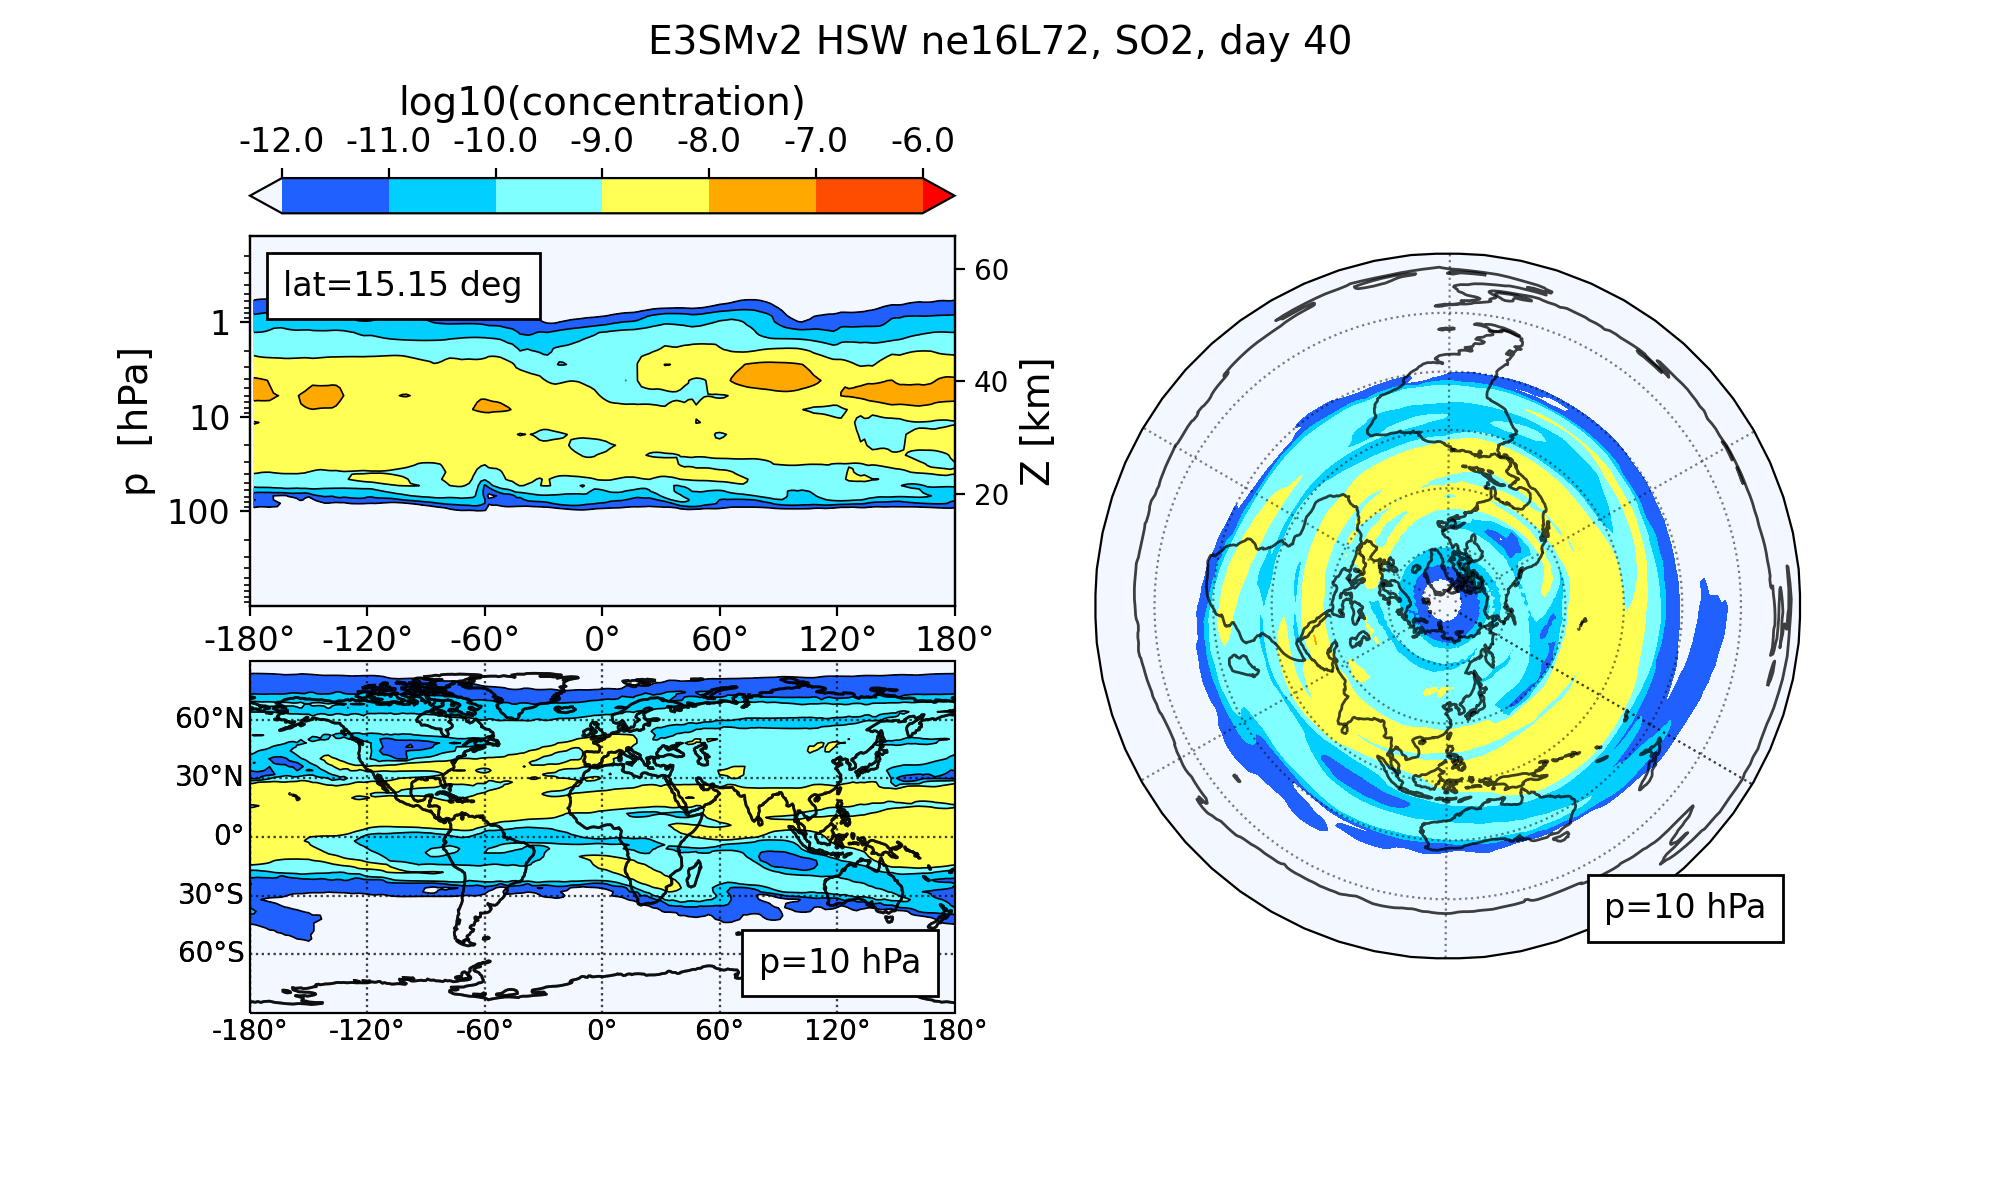 E3SMv2 HSW ne16L72, SO2, day 40
log10(concentration)
-12.0 -11.0 -10.0 -9.0 -8.0 -7.0 -6.0
lat=15.15 deg
p [hPa]
1
10
100
Z [km]
60
40
20
-180° -120° -60° 0° 60° 120° 180°
60°N
30°N
0°
30°S
60°S
p=10 hPa
-180° -120° -60° 0° 60° 120° 180°
p=10 hPa